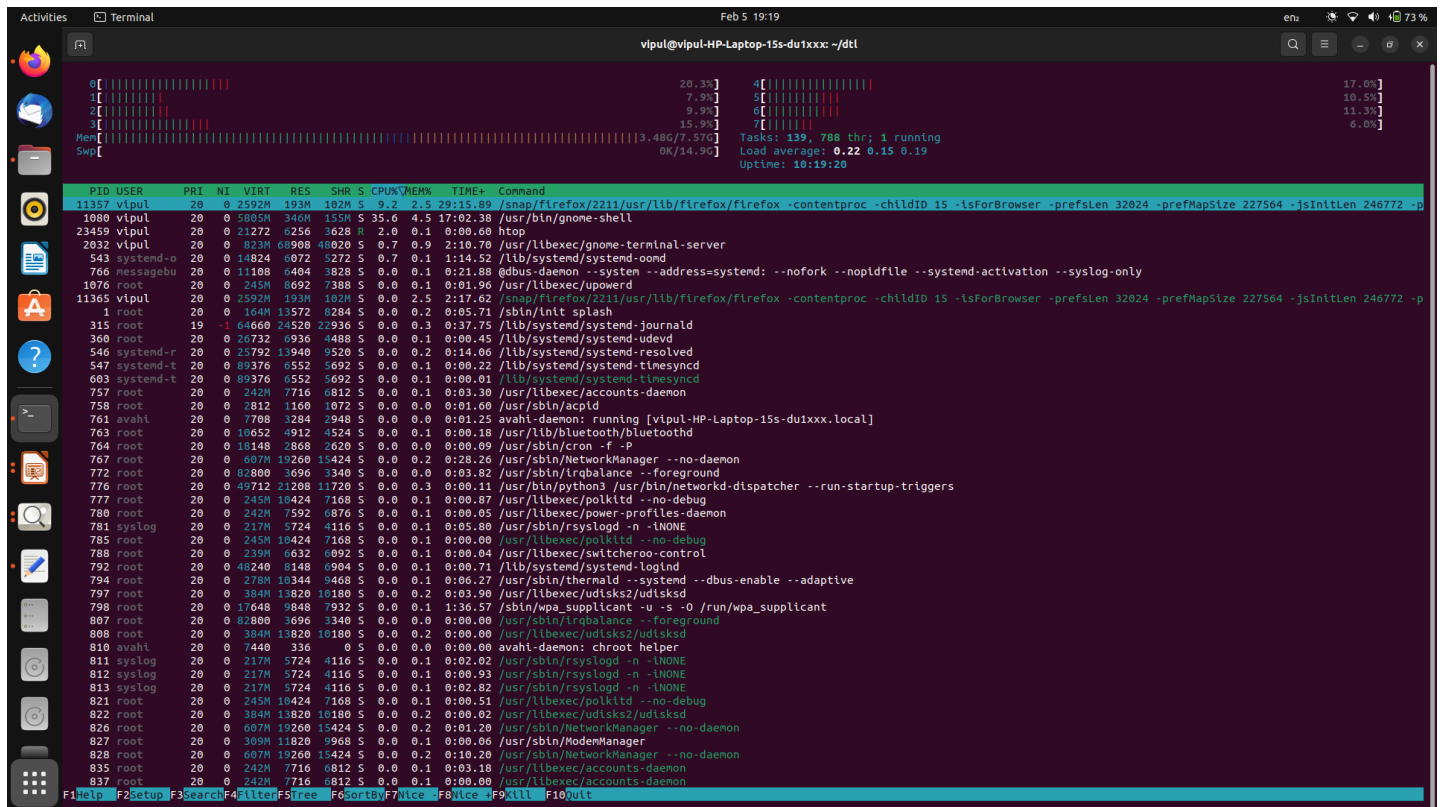 Activities Terminal Feb 5 19:19 en₂ 73 %
vipul@vipul-HP-Laptop-15s-du1xxx: ~/dtl
0[ 20.3%] 4[ 17.0%]
1[ 7.9%] 5[ 10.5%]
2[ 9.9%] 6[ 11.3%]
3[ 15.9%] 7[ 6.0%]
Mem[ 3.48G/7.57G] Tasks: 139, 788 thr; 1 running
Swp[ 0K/14.9G] Load average: 0.22 0.15 0.19
Uptime: 10:19:20
PID USER PRI NI VIRT RES SHR S CPU%▽MEM% TIME+ Command
11357 vipul 20 0 2592M 193M 102M S 9.2 2.5 29:15.89 /snap/firefox/2211/usr/lib/firefox/firefox -contentproc -childID 15 -isForBrowser -prefsLen 32024 -prefMapSize 227564 -jsInitLen 246772 -p
1080 vipul 20 0 5805M 346M 155M S 35.6 4.5 17:02.38 /usr/bin/gnome-shell
23459 vipul 20 0 21272 6256 3628 R 2.0 0.1 0:00.60 htop
2032 vipul 20 0 823M 68908 48020 S 0.7 0.9 2:10.70 /usr/libexec/gnome-terminal-server
543 systemd-o 20 0 14824 6072 5272 S 0.7 0.1 1:14.52 /lib/systemd/systemd-oomd
766 messagebu 20 0 11108 6404 3828 S 0.0 0.1 0:21.88 @dbus-daemon --system --address=systemd: --nofork --nopidfile --systemd-activation --syslog-only
1076 root 20 0 245M 8692 7388 S 0.0 0.1 0:01.96 /usr/libexec/upowerd
11365 vipul 20 0 2592M 193M 102M S 0.0 2.5 2:17.62 /snap/firefox/2211/usr/lib/firefox/firefox -contentproc -childID 15 -isForBrowser -prefsLen 32024 -prefMapSize 227564 -jsInitLen 246772 -p
1 root 20 0 164M 13572 8284 S 0.0 0.2 0:05.71 /sbin/init splash
315 root 19 -1 64660 24520 22936 S 0.0 0.3 0:37.75 /lib/systemd/systemd-journald
360 root 20 0 26732 6936 4488 S 0.0 0.1 0:00.45 /lib/systemd/systemd-udevd
546 systemd-r 20 0 25792 13940 9520 S 0.0 0.2 0:14.06 /lib/systemd/systemd-resolved
547 systemd-t 20 0 89376 6552 5692 S 0.0 0.1 0:00.22 /lib/systemd/systemd-timesyncd
603 systemd-t 20 0 89376 6552 5692 S 0.0 0.1 0:00.01 /lib/systemd/systemd-timesyncd
757 root 20 0 242M 7716 6812 S 0.0 0.1 0:03.30 /usr/libexec/accounts-daemon
758 root 20 0 2812 1160 1072 S 0.0 0.0 0:01.60 /usr/sbin/acpid
761 avahi 20 0 7708 3284 2948 S 0.0 0.0 0:01.25 avahi-daemon: running [vipul-HP-Laptop-15s-du1xxx.local]
763 root 20 0 10652 4912 4524 S 0.0 0.1 0:00.18 /usr/lib/bluetooth/bluetoothd
764 root 20 0 18148 2868 2620 S 0.0 0.0 0:00.09 /usr/sbin/cron -f -P
767 root 20 0 607M 19260 15424 S 0.0 0.2 0:28.26 /usr/sbin/NetworkManager --no-daemon
772 root 20 0 82800 3696 3340 S 0.0 0.0 0:03.82 /usr/sbin/irqbalance --foreground
776 root 20 0 49712 21208 11720 S 0.0 0.3 0:00.11 /usr/bin/python3 /usr/bin/networkd-dispatcher --run-startup-triggers
777 root 20 0 245M 10424 7168 S 0.0 0.1 0:00.87 /usr/libexec/polkitd --no-debug
780 root 20 0 242M 7592 6876 S 0.0 0.1 0:00.05 /usr/libexec/power-profiles-daemon
781 syslog 20 0 217M 5724 4116 S 0.0 0.1 0:05.80 /usr/sbin/rsyslogd -n -iNONE
785 root 20 0 245M 10424 7168 S 0.0 0.1 0:00.00 /usr/libexec/polkitd --no-debug
788 root 20 0 239M 6632 6092 S 0.0 0.1 0:00.04 /usr/libexec/switcheroo-control
792 root 20 0 48240 8148 6904 S 0.0 0.1 0:00.71 /lib/systemd/systemd-logind
794 root 20 0 278M 10344 9468 S 0.0 0.1 0:06.27 /usr/sbin/thermald --systemd --dbus-enable --adaptive
797 root 20 0 384M 13820 10180 S 0.0 0.2 0:03.90 /usr/libexec/udisks2/udisksd
798 root 20 0 17648 9848 7932 S 0.0 0.1 1:36.57 /sbin/wpa_supplicant -u -s -O /run/wpa_supplicant
807 root 20 0 82800 3696 3340 S 0.0 0.0 0:00.00 /usr/sbin/irqbalance --foreground
808 root 20 0 384M 13820 10180 S 0.0 0.2 0:00.00 /usr/libexec/udisks2/udisksd
810 avahi 20 0 7440 336 0 S 0.0 0.0 0:00.00 avahi-daemon: chroot helper
811 syslog 20 0 217M 5724 4116 S 0.0 0.1 0:02.02 /usr/sbin/rsyslogd -n -iNONE
812 syslog 20 0 217M 5724 4116 S 0.0 0.1 0:00.93 /usr/sbin/rsyslogd -n -iNONE
813 syslog 20 0 217M 5724 4116 S 0.0 0.1 0:02.82 /usr/sbin/rsyslogd -n -iNONE
821 root 20 0 245M 10424 7168 S 0.0 0.1 0:00.51 /usr/libexec/polkitd --no-debug
822 root 20 0 384M 13820 10180 S 0.0 0.2 0:00.02 /usr/libexec/udisks2/udisksd
826 root 20 0 607M 19260 15424 S 0.0 0.2 0:01.20 /usr/sbin/NetworkManager --no-daemon
827 root 20 0 309M 11820 9968 S 0.0 0.1 0:00.06 /usr/sbin/ModemManager
828 root 20 0 607M 19260 15424 S 0.0 0.2 0:10.20 /usr/sbin/NetworkManager --no-daemon
835 root 20 0 242M 7716 6812 S 0.0 0.1 0:03.18 /usr/libexec/accounts-daemon
837 root 20 0 242M 7716 6812 S 0.0 0.1 0:00.00 /usr/libexec/accounts-daemon
F1Help F2Setup F3SearchF4FilterF5Tree F6SortByF7Nice -F8Nice +F9Kill F10Quit